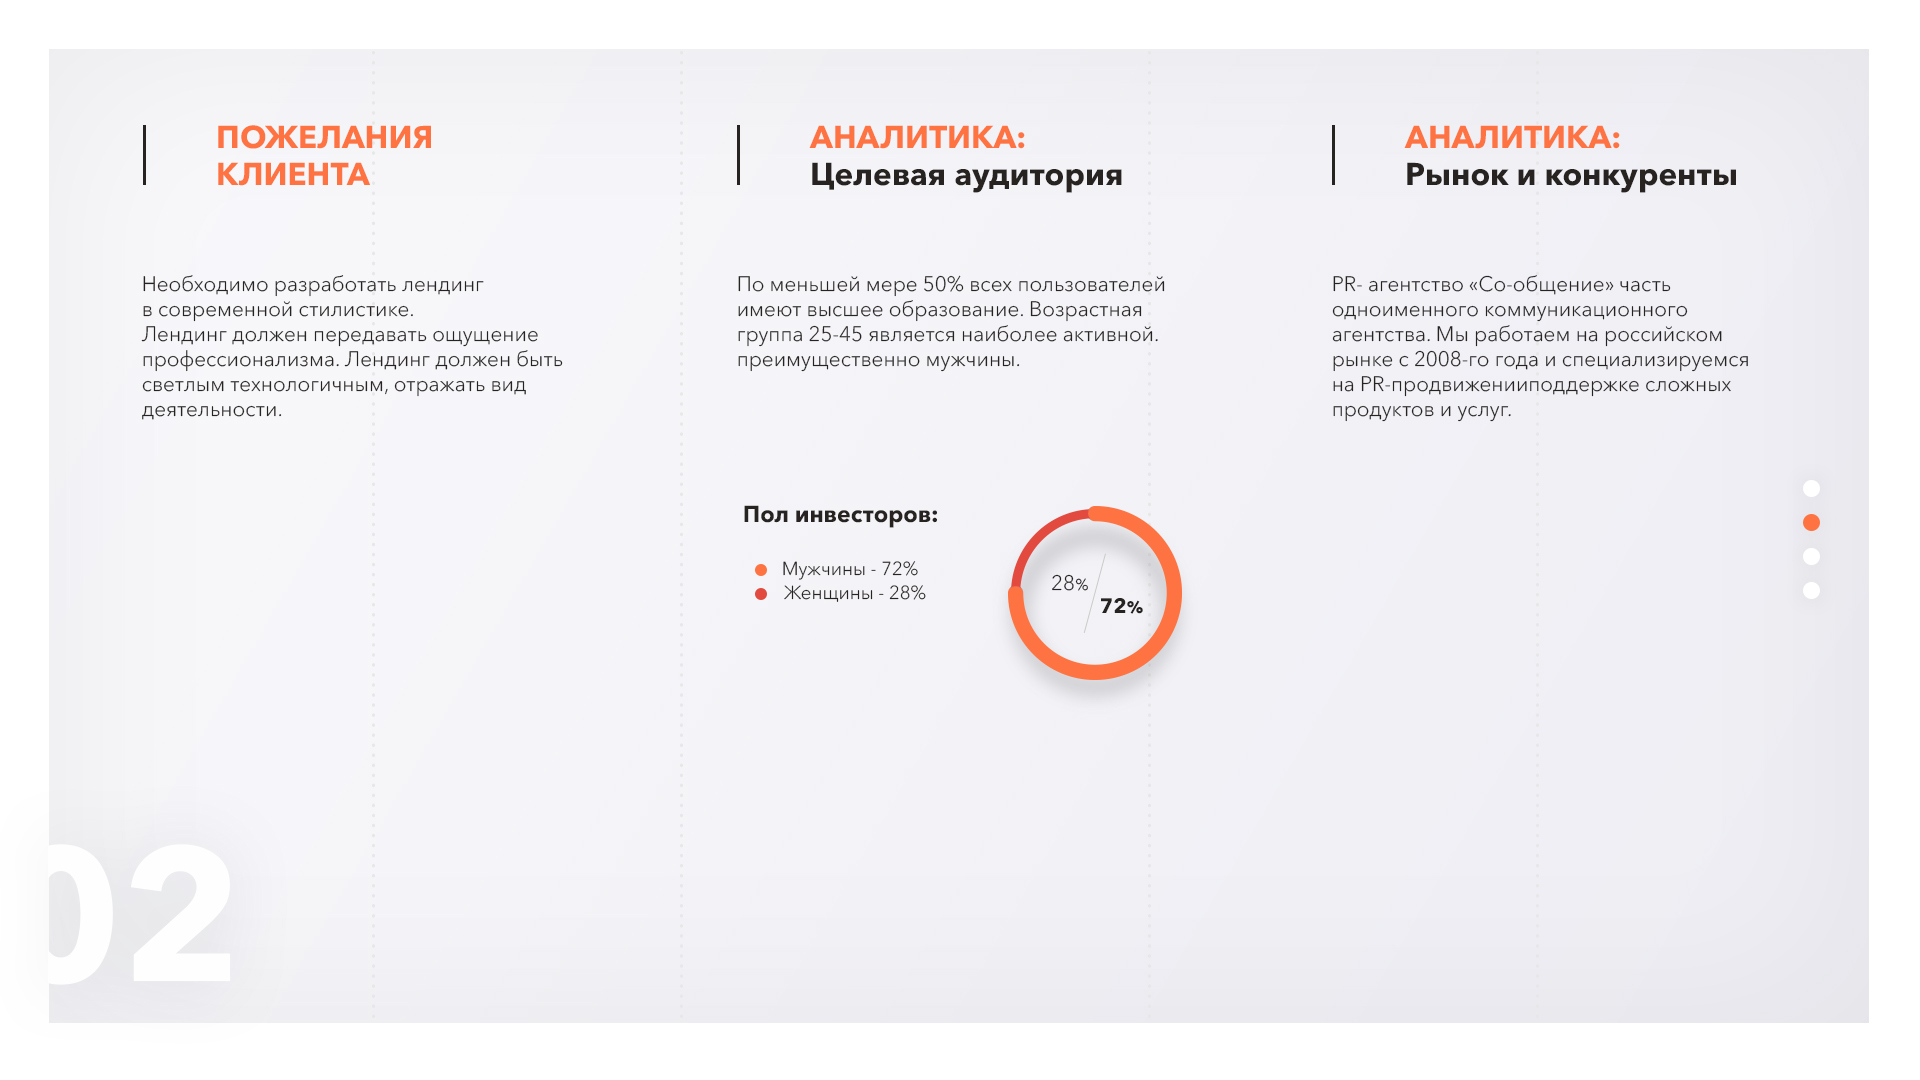 ПОЖЕЛАНИЯ
КЛИЕНТА
Необходимо разработать лендинг
в современной стилистике.
Лендинг должен передавать ощущение
профессионализма. Лендинг должен быть
светлым технологичным, отражать вид
деятельности.
АНАЛИТИКА:
Целевая аудитория
По меньшей мере 50% всех пользователей
имеют высшее образование. Возрастная
группа 25-45 является наиболее активной.
преимущественно мужчины.
Пол инвесторов:
Мужчины - 72%
Женщины - 28%
28%
72%
АНАЛИТИКА:
Рынок и конкуренты
PR- агентство «Со-общение» часть
одноименного коммуникационного
агентства. Мы работаем на российском
рынке с 2008-го года и специализируемся
на PR-продвиженииподдержке сложных
продуктов и услуг.
02